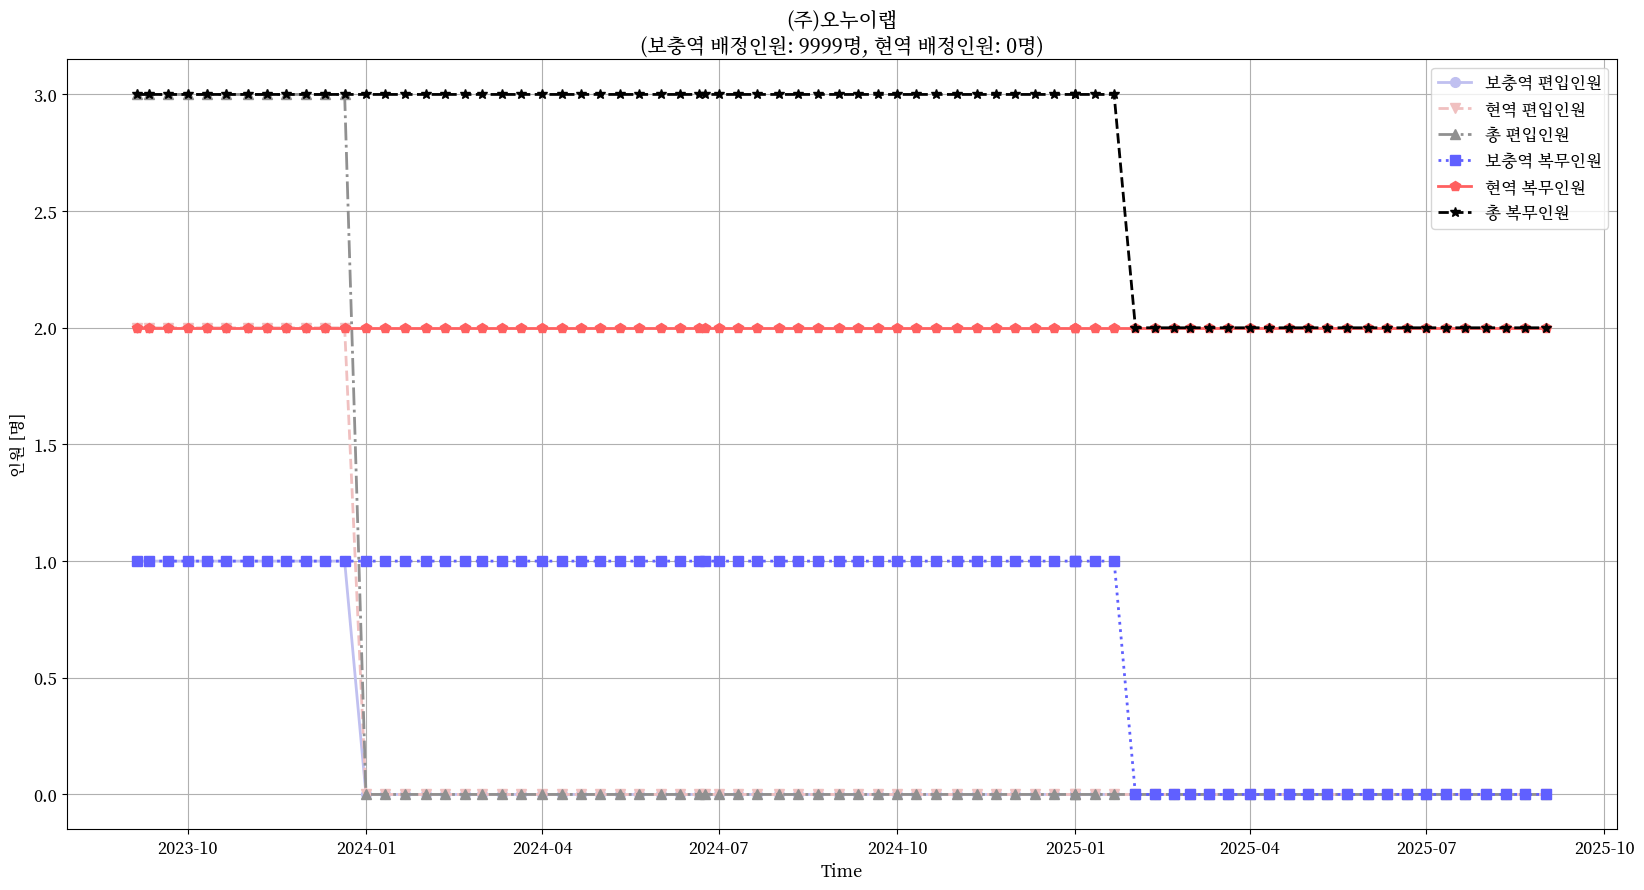 (주)오누이랩
(보충역 배정인원: 9999명, 현역 배정인원: 0명)
보충역 편입인원
현역 편입인원
총 편입인원
보충역 복무인원
현역 복무인원
총 복무인원
인원 [명]
3.0
2.5
2.0
1.5
1.0
0.5
0.0
2023-10 2024-01 2024-04 2024-07 2024-10 2025-01 2025-04 2025-07 2025-10
Time